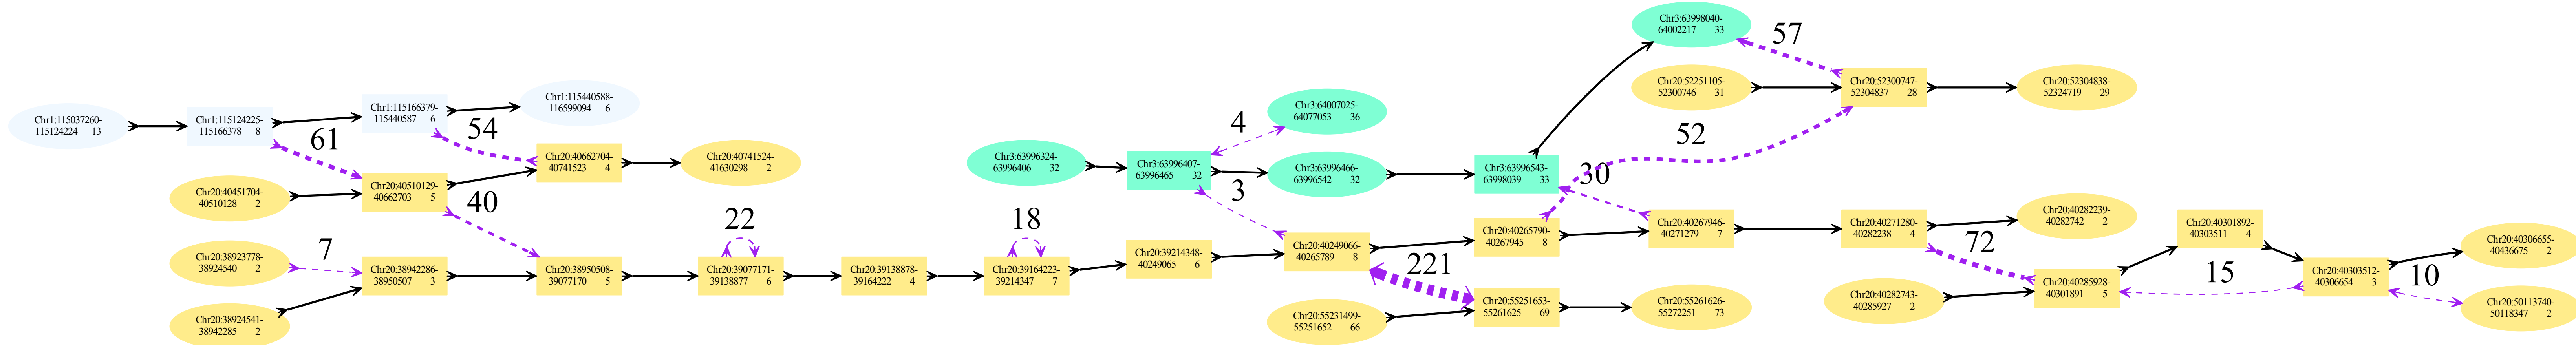 Chr1:115037260-
115124224 13
Chr1:115124225-
115166378 8
Chr1:115166379-
115440587 6
Chr1:115440588-
116599094 6
61
54
Chr20:40451704-
40510128 2
Chr20:40510129-
40662703 5
Chr20:40662704-
40741523 4
Chr20:40741524-
41630298 2
40
Chr20:38923778-
38924540 2
7
Chr20:38924541-
38942285 2
Chr20:38942286-
38950507 3
Chr20:38950508-
39077170 5
22
Chr20:39077171-
39138877 6
Chr20:39138878-
39164222 4
18
Chr20:39164223-
39214347 7
Chr20:39214348-
40249065 6
Chr3:63996324-
63996406 32
Chr3:63996407-
63996465 32
4
3
Chr3:64007025-
64077053 36
Chr3:63996466-
63996542 32
Chr20:40249066-
40265789 8
221
Chr20:55231499-
55251652 66
Chr3:63996543-
63998039 33
30
Chr20:40265790-
40267945 8
Chr20:55251653-
55261625 69
Chr3:63998040-
64002217 33
57
Chr20:52251105-
52300746 31
52
Chr20:40267946-
40271279 7
Chr20:55261626-
55272251 73
Chr20:52300747-
52304837 28
Chr20:52304838-
52324719 29
Chr20:40271280-
40282238 4
Chr20:40282239-
40282742 2
72
Chr20:40282743-
40285927 2
Chr20:40285928-
40301891 5
Chr20:40301892-
40303511 4
15
Chr20:40303512-
40306654 3
10
Chr20:40306655-
40436675 2
Chr20:50113740-
50118347 2